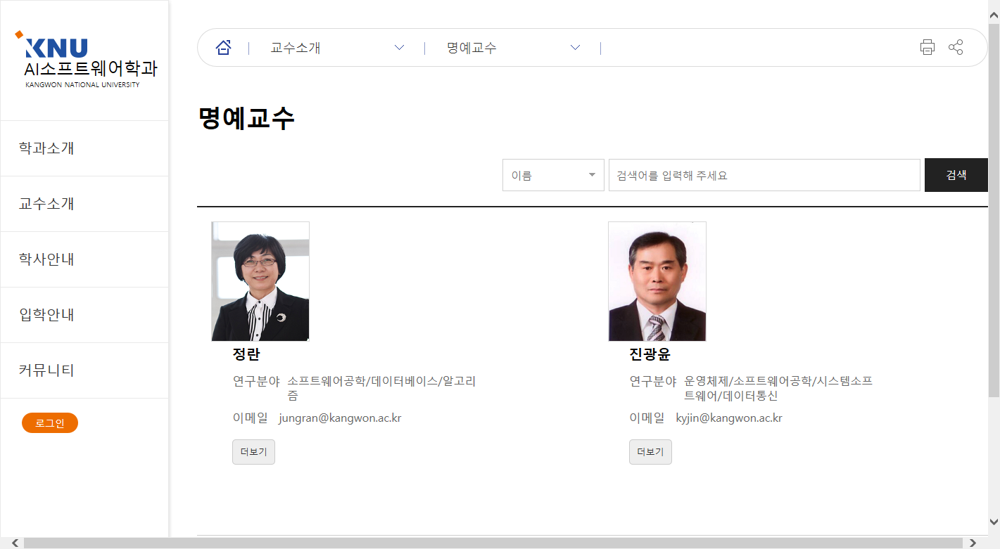 KNU
AI소프트웨어학과
KANGWON NATIONAL UNIVERSITY
학과소개
교수소개
학사안내
입학안내
커뮤니티
로그인
교수소개
명예교수
명예교수
이름
검색어를 입력해 주세요
검색
정란
연구분야 소프트웨어공학/데이터베이스/알고리
즘
이메일 jungran@kangwon.ac.kr
더보기
진광윤
연구분야 운영체제/소프트웨어공학/시스템소프
트웨어/데이터통신
이메일 kyjin@kangwon.ac.kr
더보기